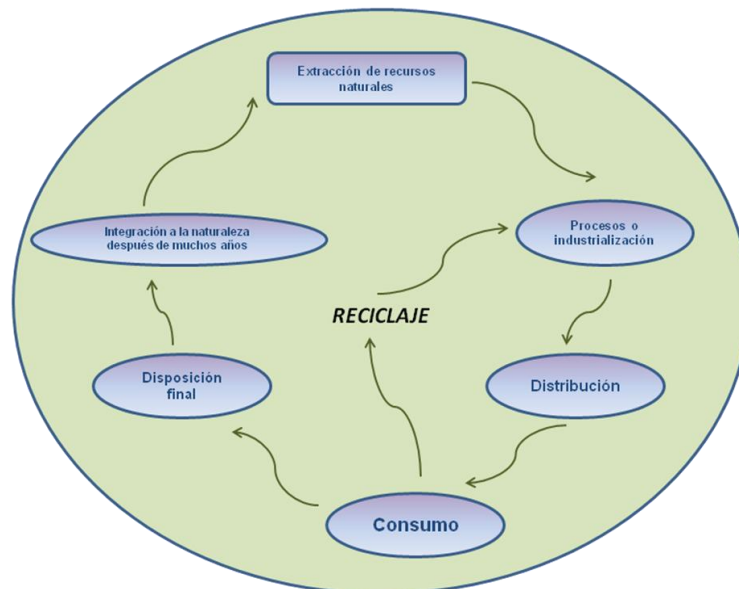 Extracción de recursos
naturales
Procesos o
industrialización
Distribución
Consumo
Disposición
final
Integración a la naturaleza
después de muchos años
RECICLAJE